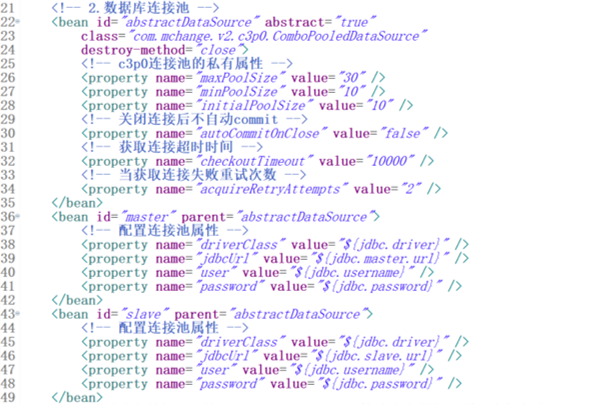 21 <!-- 2.数据库连接池 -->
22 <bean id="abstractDataSource" abstract="true"
23 class="com.mchange.v2.c3p0.ComboPooledDataSource"
24 destroy-method="close">
25 <!-- c3p0连接池的私有属性 -->
26 <property name="maxPoolSize" value="30" />
27 <property name="minPoolSize" value="10" />
28 <property name="initialPoolSize" value="10" />
29 <!-- 关闭连接后不自动commit -->
30 <property name="autoCommitOnClose" value="false" />
31 <!-- 获取连接超时时间 -->
32 <property name="checkoutTimeout" value="10000" />
33 <!-- 当获取连接失败重试次数 -->
34 <property name="acquireRetryAttempts" value="2" />
35 </bean>
36 <bean id="master" parent="abstractDataSource">
37 <!-- 配置连接池属性 -->
38 <property name="driverClass" value="${jdbc.driver}" />
39 <property name="jdbcUrl" value="${jdbc.master.url}" />
40 <property name="user" value="${jdbc.username}" />
41 <property name="password" value="${jdbc.password}" />
42 </bean>
43 <bean id="slave" parent="abstractDataSource">
44 <!-- 配置连接池属性 -->
45 <property name="driverClass" value="${jdbc.driver}" />
46 <property name="jdbcUrl" value="${jdbc.slave.url}" />
47 <property name="user" value="${jdbc.username}" />
48 <property name="password" value="${jdbc.password}" />
49 </bean>